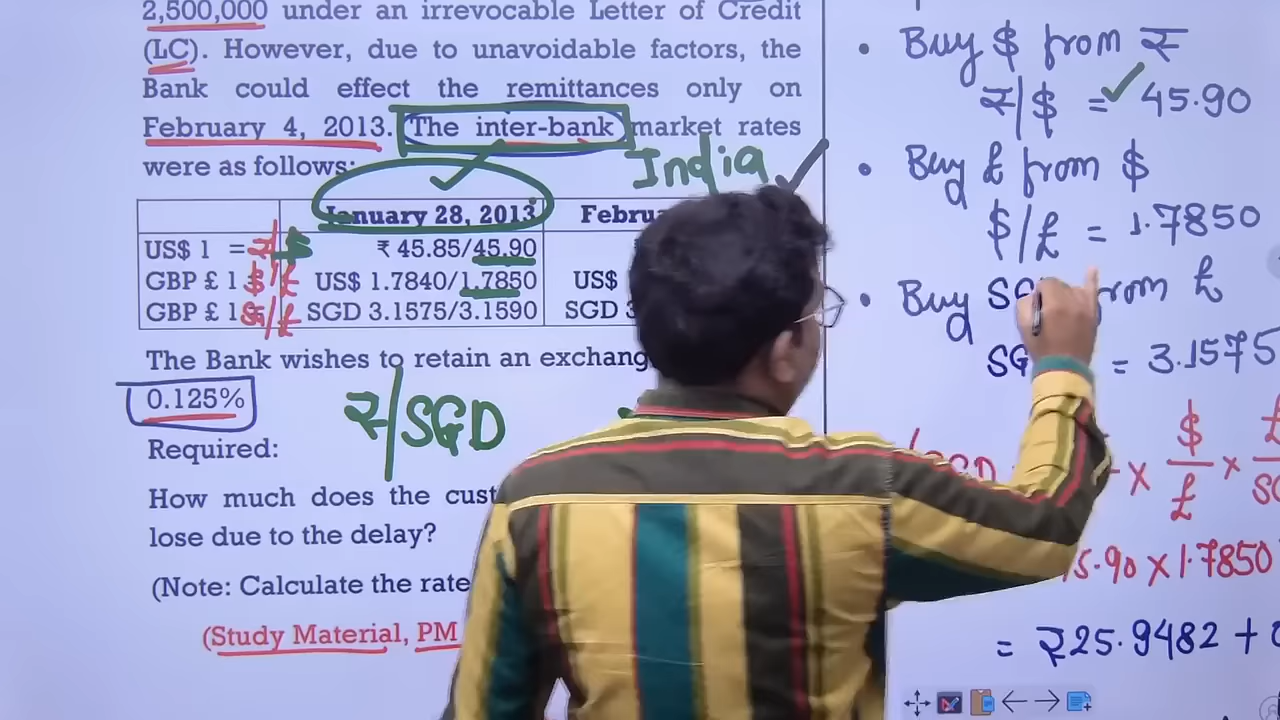 2,500,000 under an irrevocable Letter of Credit
(LC). However, due to unavoidable factors, the
Bank could effect the remittances only on
February 4, 2013. The inter-bank market rates
were as follows:
India
January 28, 2013 Februa
US$ 1 = ₹/$ ₹ 45.85/45.90
GBP £ 1 $/£ US$ 1.7840/1.7850 US$
GBP £ 1 SGD 3.1575/3.1590 SGD 3
The Bank wishes to retain an exchang
0.125%
₹/SGD
Required:
How much does the cust
lose due to the delay?
(Note: Calculate the rate
(Study Material, PM
• Buy $ from ₹
₹/$ = 45.90
• Buy £ from $
$/£ = 1.7850
• Buy from £
= 3.1575
× $/£ ×
5.90 × 1.7850
= ₹25.9482 +